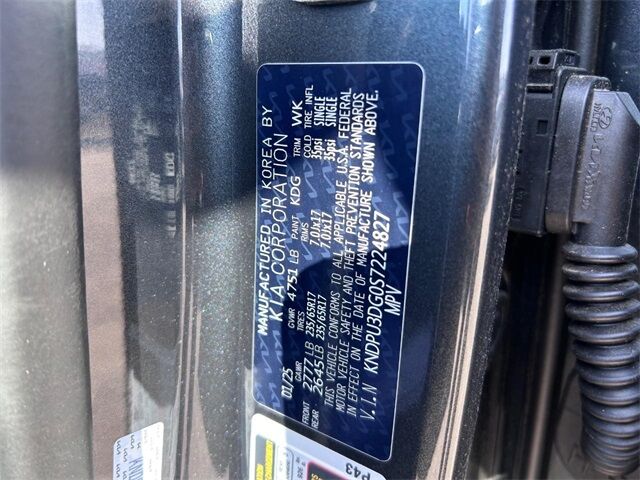 MANUFACTURED IN KOREA BY
KIA CORPORATION
01/25 GVWR 4751 LB PAINT KDG TRIM WK
GAWR TIRES RIMS COLD TIRE INFL
FRONT 2777LB 235/65R17 7.0Jx17 35psi SINGLE
REAR 2645LB 235/65R17 7.0Jx17 35psi SINGLE
THIS VEHICLE CONFORMS TO ALL APPLICABLE U.S.A. FEDERAL
MOTOR VEHICLE SAFETY AND THEFT PREVENTION STANDARDS
IN EFFECT ON THE DATE OF MANUFACTURE SHOWN ABOVE.
V.I.N KNDPU3DG0S7224827
MPV
P43